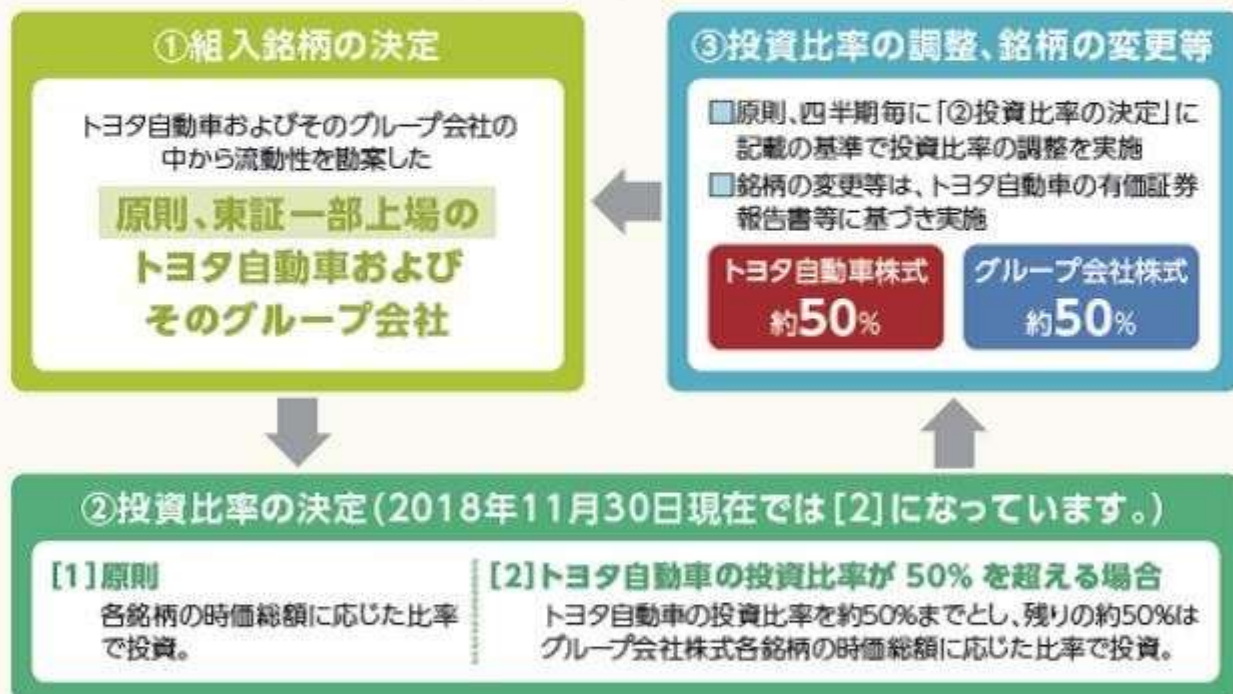 ①組入銘柄の決定
トヨタ自動車およびそのグループ会社の
中から流動性を勘案した
原則、東証一部上場の
トヨタ自動車および
そのグループ会社
②投資比率の決定(2018年11月30日現在では[2]になっています。)
[1]原則
各銘柄の時価総額に応じた比率
で投資。
[2]トヨタ自動車の投資比率が 50% を超える場合
トヨタ自動車の投資比率を約50%までとし、残りの約50%は
グループ会社株式各銘柄の時価総額に応じた比率で投資。
③投資比率の調整、銘柄の変更等
□原則、四半期毎に「②投資比率の決定」に
記載の基準で投資比率の調整を実施
□銘柄の変更等は、トヨタ自動車の有価証券
報告書等に基づき実施
トヨタ自動車株式
約50%
グループ会社株式
約50%